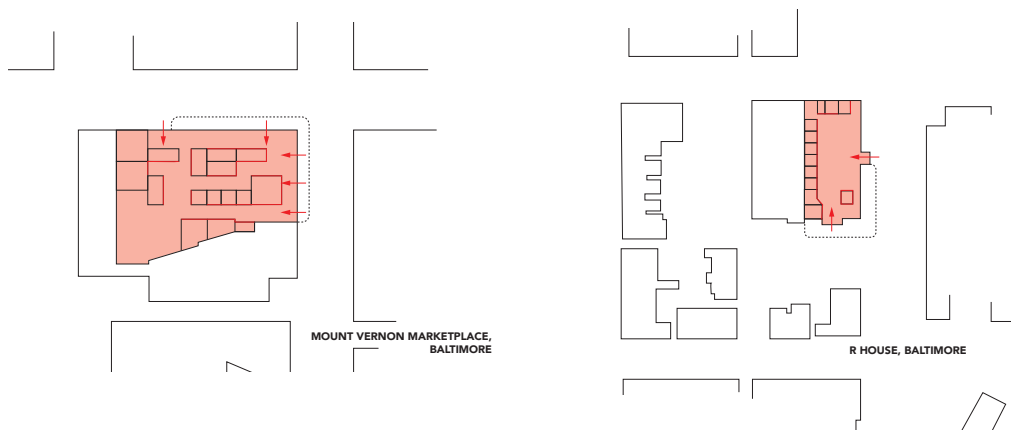 MOUNT VERNON MARKETPLACE,
BALTIMORE
R HOUSE, BALTIMORE